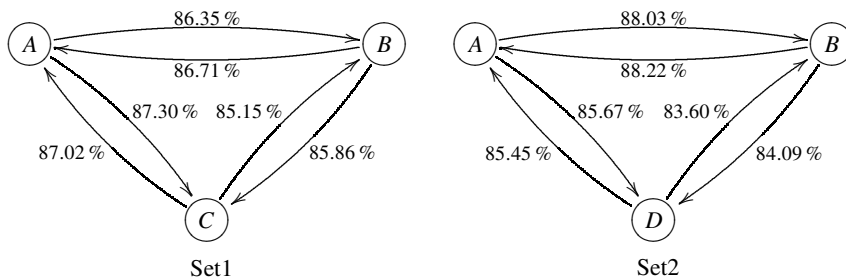 86.35 %
A
B
86.71 %
87.30 %
85.15 %
87.02 %
85.86 %
C
Set1
88.03 %
A
B
88.22 %
85.67 %
83.60 %
85.45 %
84.09 %
D
Set2